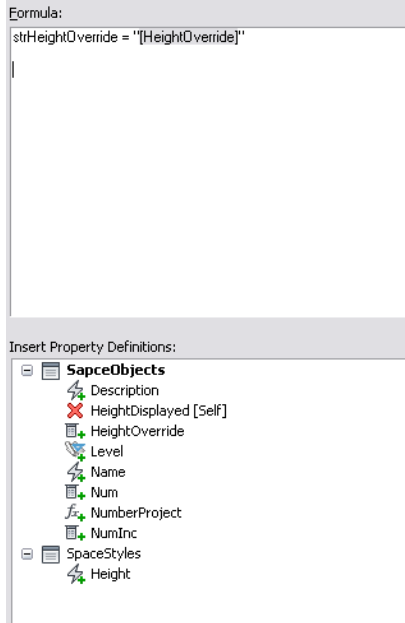 Formula:
strHeightOverride = "[HeightOverride]"
Insert Property Definitions:
SapceObjects
Description
HeightDisplayed [Self]
HeightOverride
Level
Name
Num
NumberProject
NumInc
SpaceStyles
Height